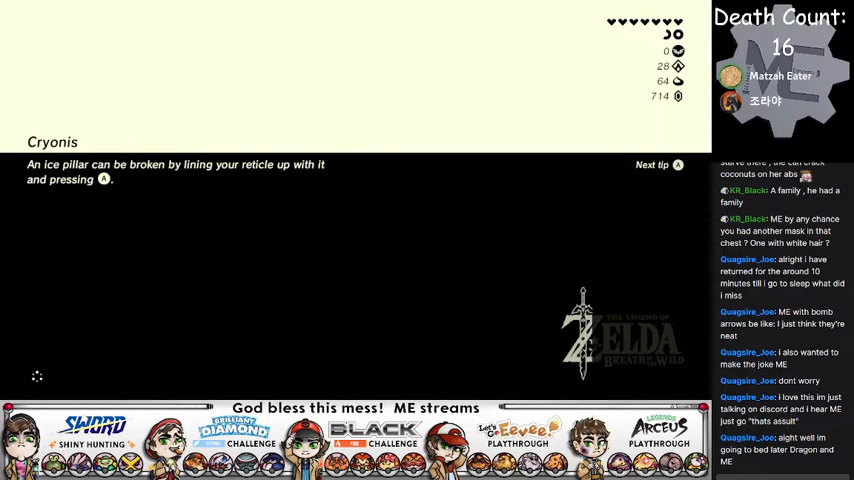 0
28
64
714
Cryonis
An ice pillar can be broken by lining your reticle up with it
and pressing A.
Next tip A
THE LEGEND OF
ZELDA
BREATH OF THE WILD
Death Count:
16
Matzah Eater
조라야
starve there , the can crack
coconuts on her abs
KR_Black: A family , he had a
family
KR_Black: ME by any chance
you had another mask in that
chest ? One with white hair ?
Quagsire_Joe: alright i have
returned for the around 10
minutes till i go to sleep what did
i miss
Quagsire_Joe: ME with bomb
arrows be like: I just think they're
neat
Quagsire_Joe: i also wanted to
make the joke ME
Quagsire_Joe: dont worry
Quagsire_Joe: i love this im just
talking on discord and i hear ME
just go "thats assult"
Quagsire_Joe: aight well im
going to bed later Dragon and
ME
God bless this mess! ME streams
SWORD
SHINY HUNTING
BRILLIANT
DIAMOND
FLYING CHALLENGE
BLACK
FIRE CHALLENGE
Let's Go Eevee!
PLAYTHROUGH
LEGENDS
ARCEUS
PLAYTHROUGH